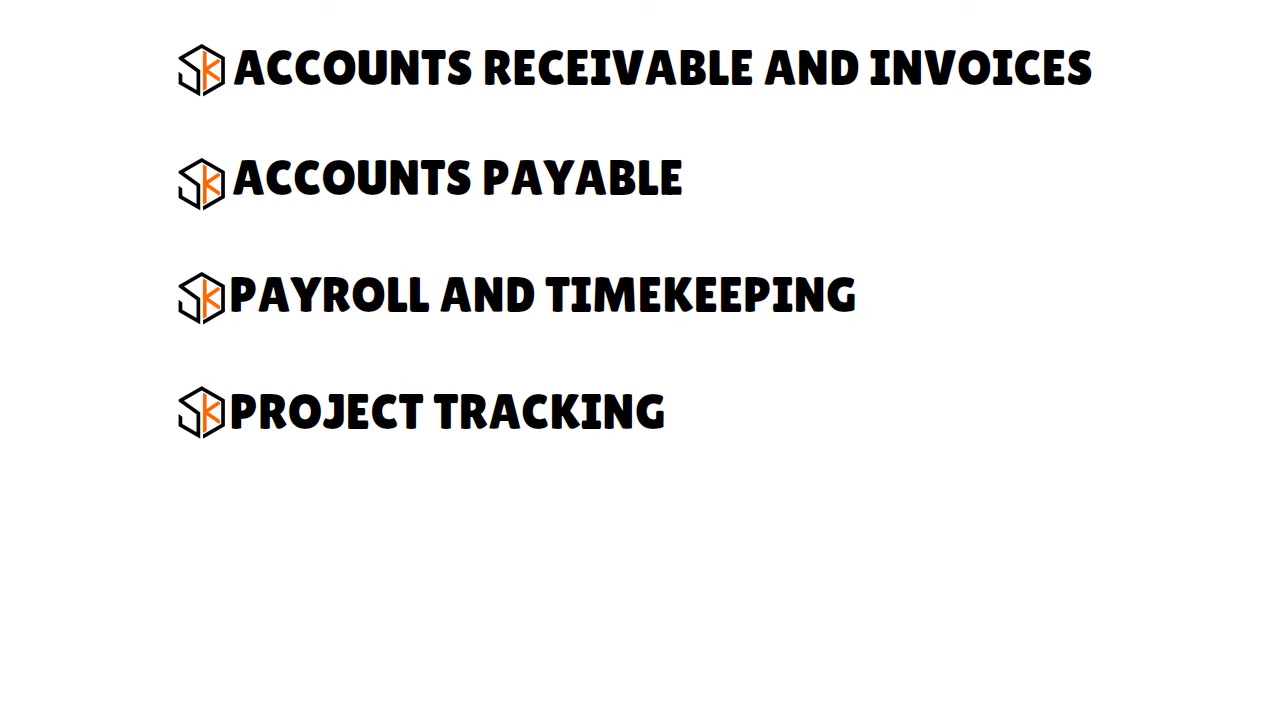 ACCOUNTS RECEIVABLE AND INVOICES
ACCOUNTS PAYABLE
PAYROLL AND TIMEKEEPING
PROJECT TRACKING